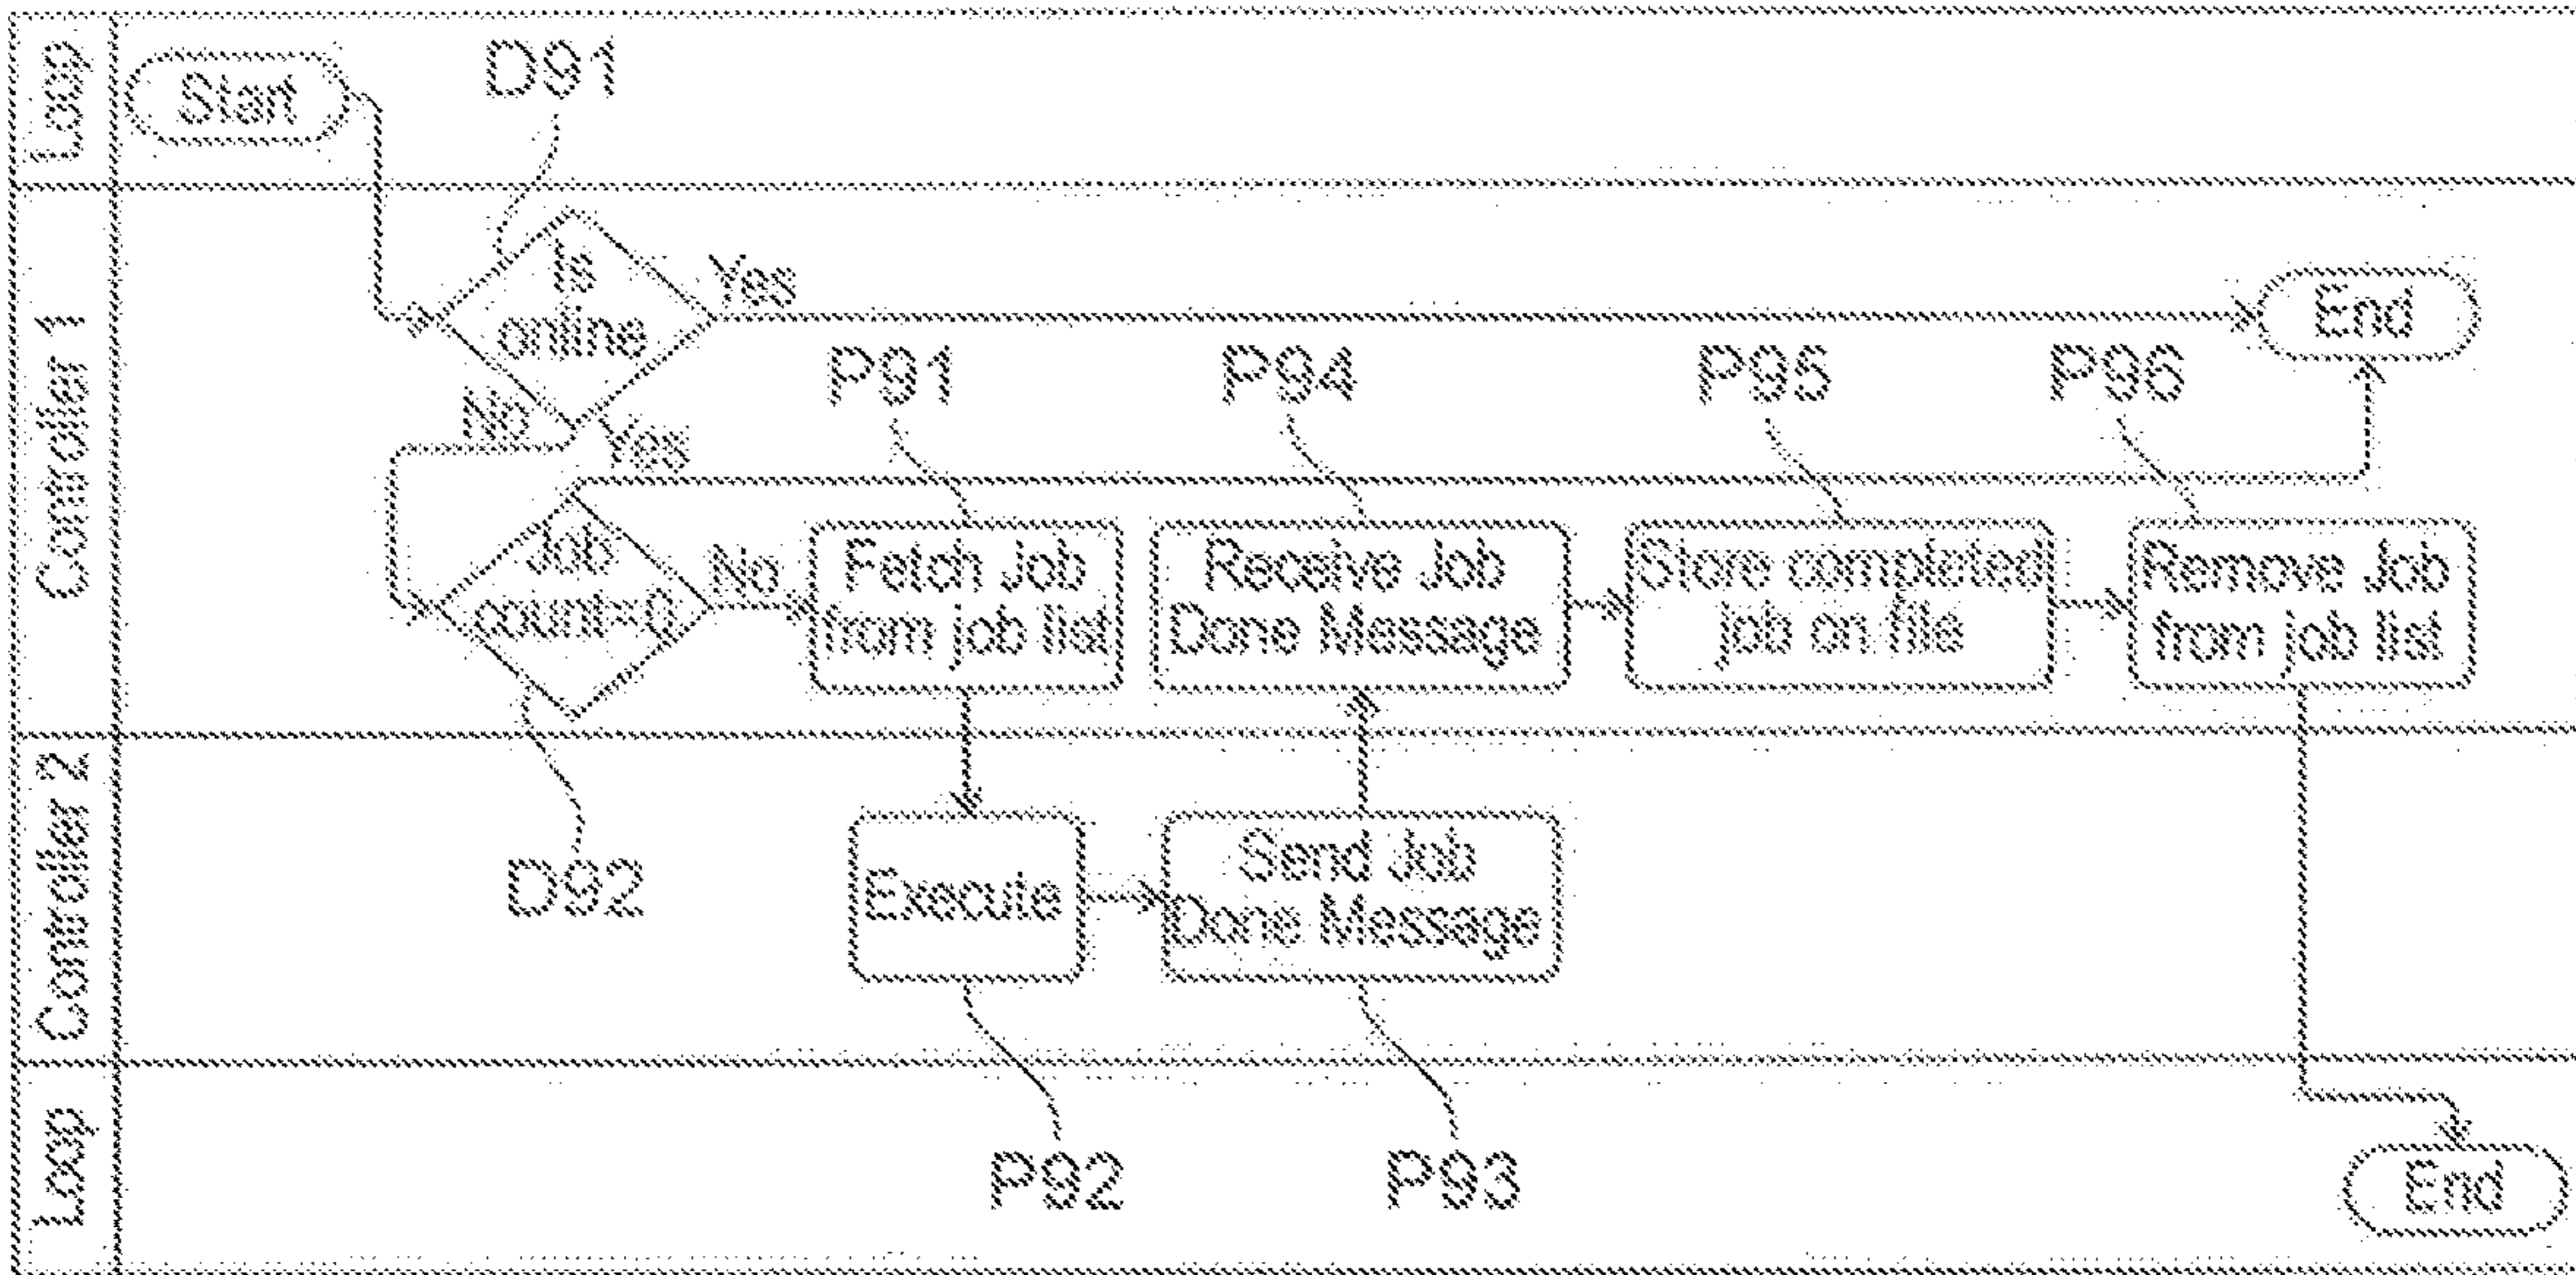 Loop
Start
D91
Controller 1
Is
online
Yes
End
No
Yes
P91
P94
P95
P96
Job
count=0
No
Fetch Job
from job list
Receive Job
Done Message
Store completed
job on file
Remove Job
from job list
Controller 2
D92
Execute
Send Job
Done Message
Loop
P92
P93
End